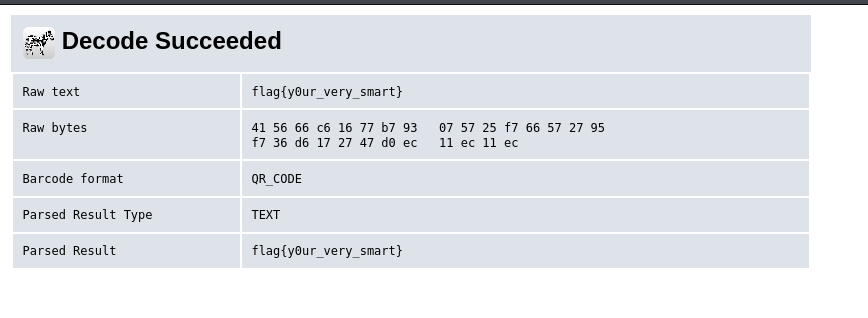 Decode Succeeded
Raw text flag{y0ur_very_smart}
Raw bytes 41 56 66 c6 16 77 b7 93 07 57 25 f7 66 57 27 95
f7 36 d6 17 27 47 d0 ec 11 ec 11 ec
Barcode format QR_CODE
Parsed Result Type TEXT
Parsed Result flag{y0ur_very_smart}